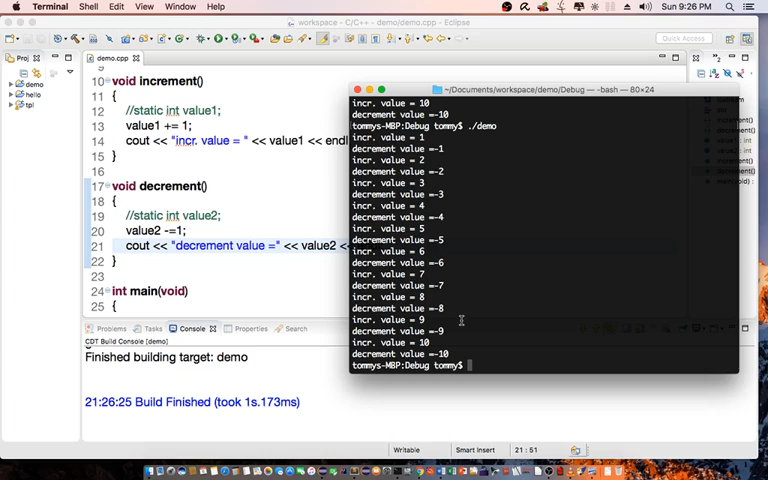 Terminal Shell Edit View Window Help
Sun 9:26 PM
workspace - C/C++ - demo/demo.cpp - Eclipse
Quick Access
Proj
demo
hello
tpl
demo.cpp
10 void increment()
11 {
12 //static int value1;
13 value1 += 1;
14 cout << "incr. value = " << value1 << endl
15 }
16
17 void decrement()
18 {
19 //static int value2;
20 value2 -=1;
21 cout << "decrement value =" << value2 <<
22 }
23
24 int main(void)
25 {
~/Documents/workspace/demo/Debug — -bash — 80×24
incr. value = 10
decrement value =-10
tommys-MBP:Debug tommy$ ./demo
incr. value = 1
decrement value =-1
incr. value = 2
decrement value =-2
incr. value = 3
decrement value =-3
incr. value = 4
decrement value =-4
incr. value = 5
decrement value =-5
incr. value = 6
decrement value =-6
incr. value = 7
decrement value =-7
incr. value = 8
decrement value =-8
incr. value = 9
decrement value =-9
incr. value = 10
decrement value =-10
tommys-MBP:Debug tommy$
Problems Tasks Console Properties Search
CDT Build Console [demo]
Finished building target: demo
21:26:25 Build Finished (took 1s.173ms)
Writable Smart Insert 21 : 51